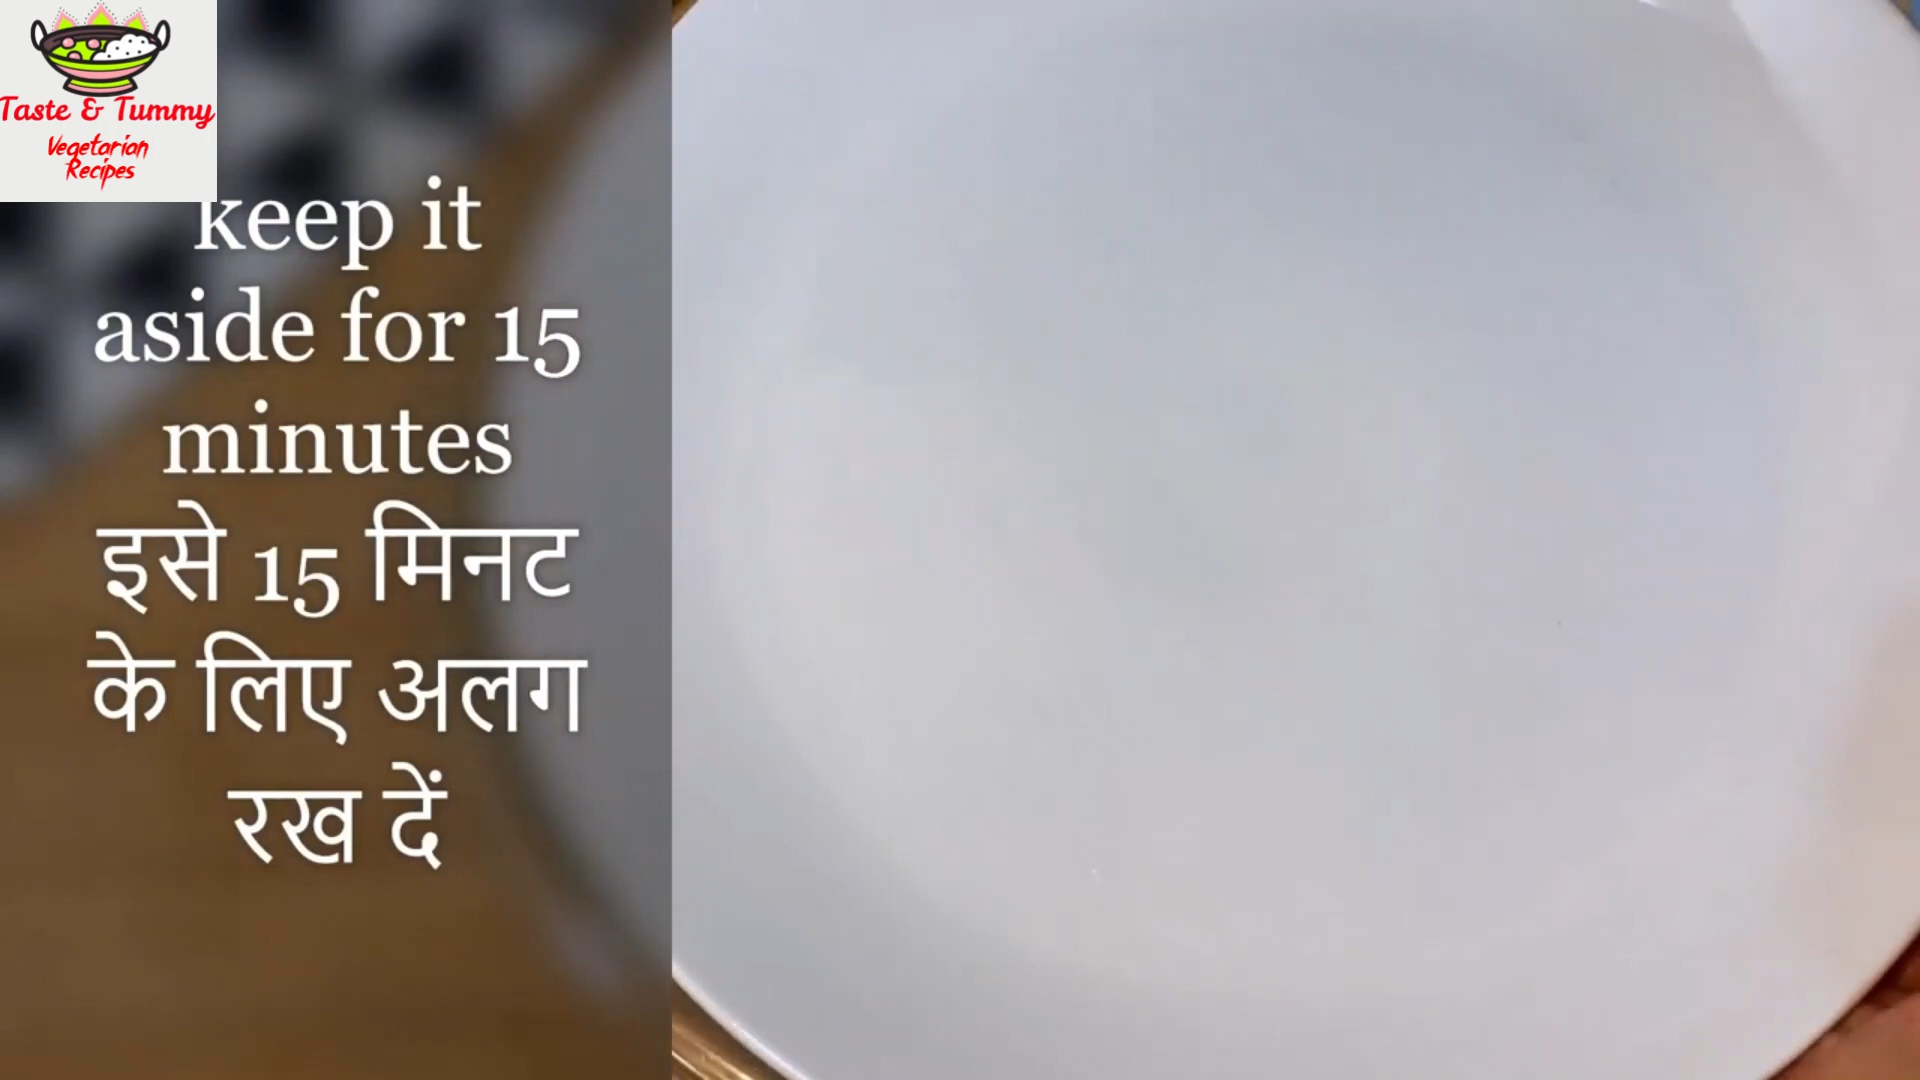 Taste & Tummy
Vegetarian
Recipes
keep it
aside for 15
minutes
इसे 15 मिनट
के लिए अलग
रख दें